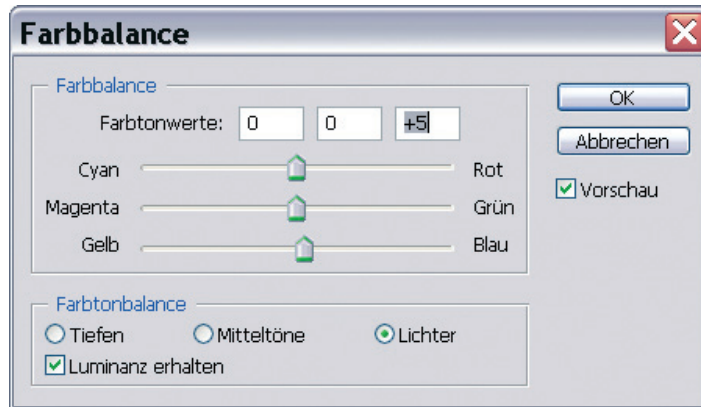 Farbbalance
Farbbalance
Farbtonwerte: 0 0 +5
Cyan Rot
Magenta Grün
Gelb Blau
OK
Abbrechen
Vorschau
Farbtonbalance
Tiefen Mitteltöne Lichter
Luminanz erhalten